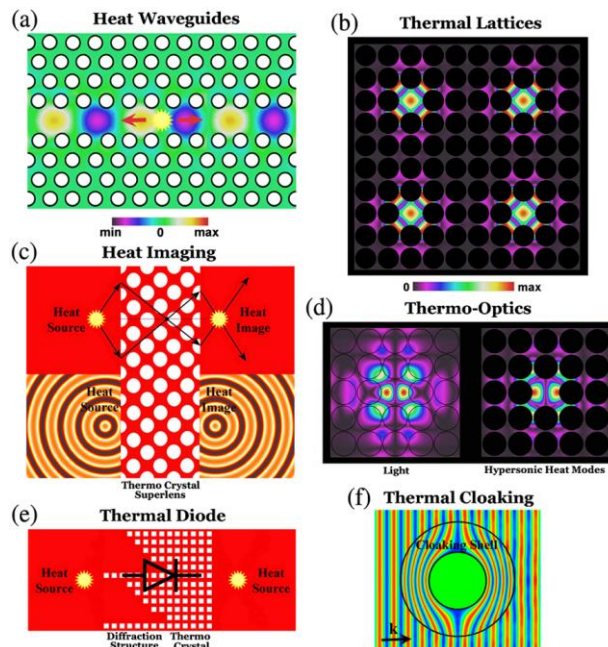 (a) Heat Waveguides
min 0 max
(b) Thermal Lattices
0 max
(c) Heat Imaging
Heat
Source
Heat
Image
Heat
Source
Heat
Image
Thermo Crystal
Superlens
(d) Thermo-Optics
Light
Hypersonic Heat Modes
(e) Thermal Diode
Heat
Source
Heat
Source
Diffraction
Structure
Thermo
Crystal
(f) Thermal Cloaking
Cloaking Shell
k